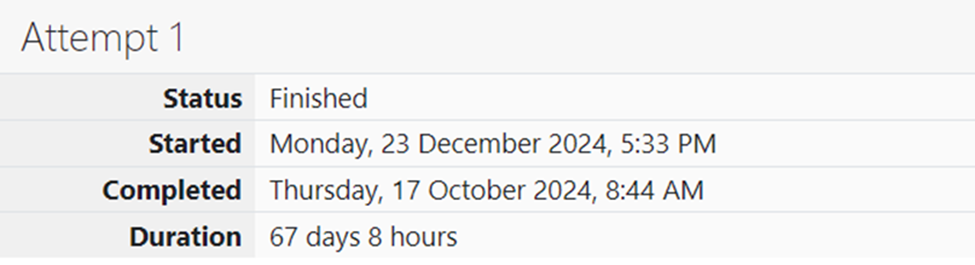 Attempt 1
Status Finished
Started Monday, 23 December 2024, 5:33 PM
Completed Thursday, 17 October 2024, 8:44 AM
Duration 67 days 8 hours